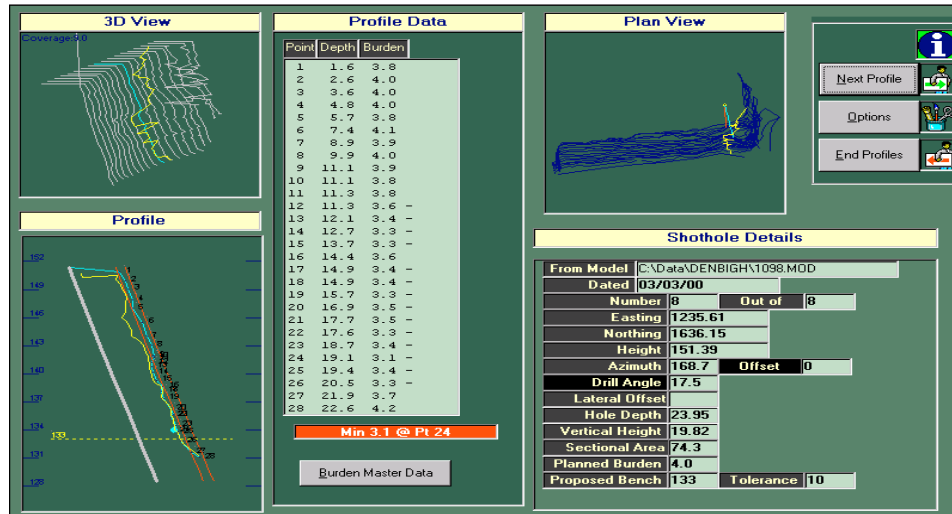 3D View
Coverage:9.0
Profile Data
Point Depth Burden
1 1.6 3.8
2 2.6 4.0
3 3.6 4.0
4 4.8 4.0
5 5.7 3.8
6 7.4 4.1
7 8.9 3.9
8 9.9 4.0
9 11.1 3.9
10 11.1 3.8
11 11.3 3.8
12 11.3 3.6 -
13 12.1 3.4 -
14 12.7 3.3 -
15 13.7 3.3 -
16 14.4 3.6
17 14.9 3.4 -
18 14.9 3.4 -
19 15.7 3.3 -
20 16.9 3.5 -
21 17.7 3.5 -
22 17.6 3.3 -
23 18.7 3.4 -
24 19.1 3.1 -
25 19.4 3.4 -
26 20.5 3.3 -
27 21.9 3.7
28 22.6 4.2
Min 3.1 @ Pt 24
Burden Master Data
Plan View
Next Profile
Options
End Profiles
Profile
152
149
146
143
140
137
134
133
131
128
1
2
3
4
5
6
7
8
28
Shothole Details
From Model C:\Data\DENBIGH\1098.MOD
Dated 03/03/00
Number 8 Out of 8
Easting 1235.61
Northing 1636.15
Height 151.39
Azimuth 168.7 Offset 0
Drill Angle 17.5
Lateral Offset
Hole Depth 23.95
Vertical Height 19.82
Sectional Area 74.3
Planned Burden 4.0
Proposed Bench 133 Tolerance 10